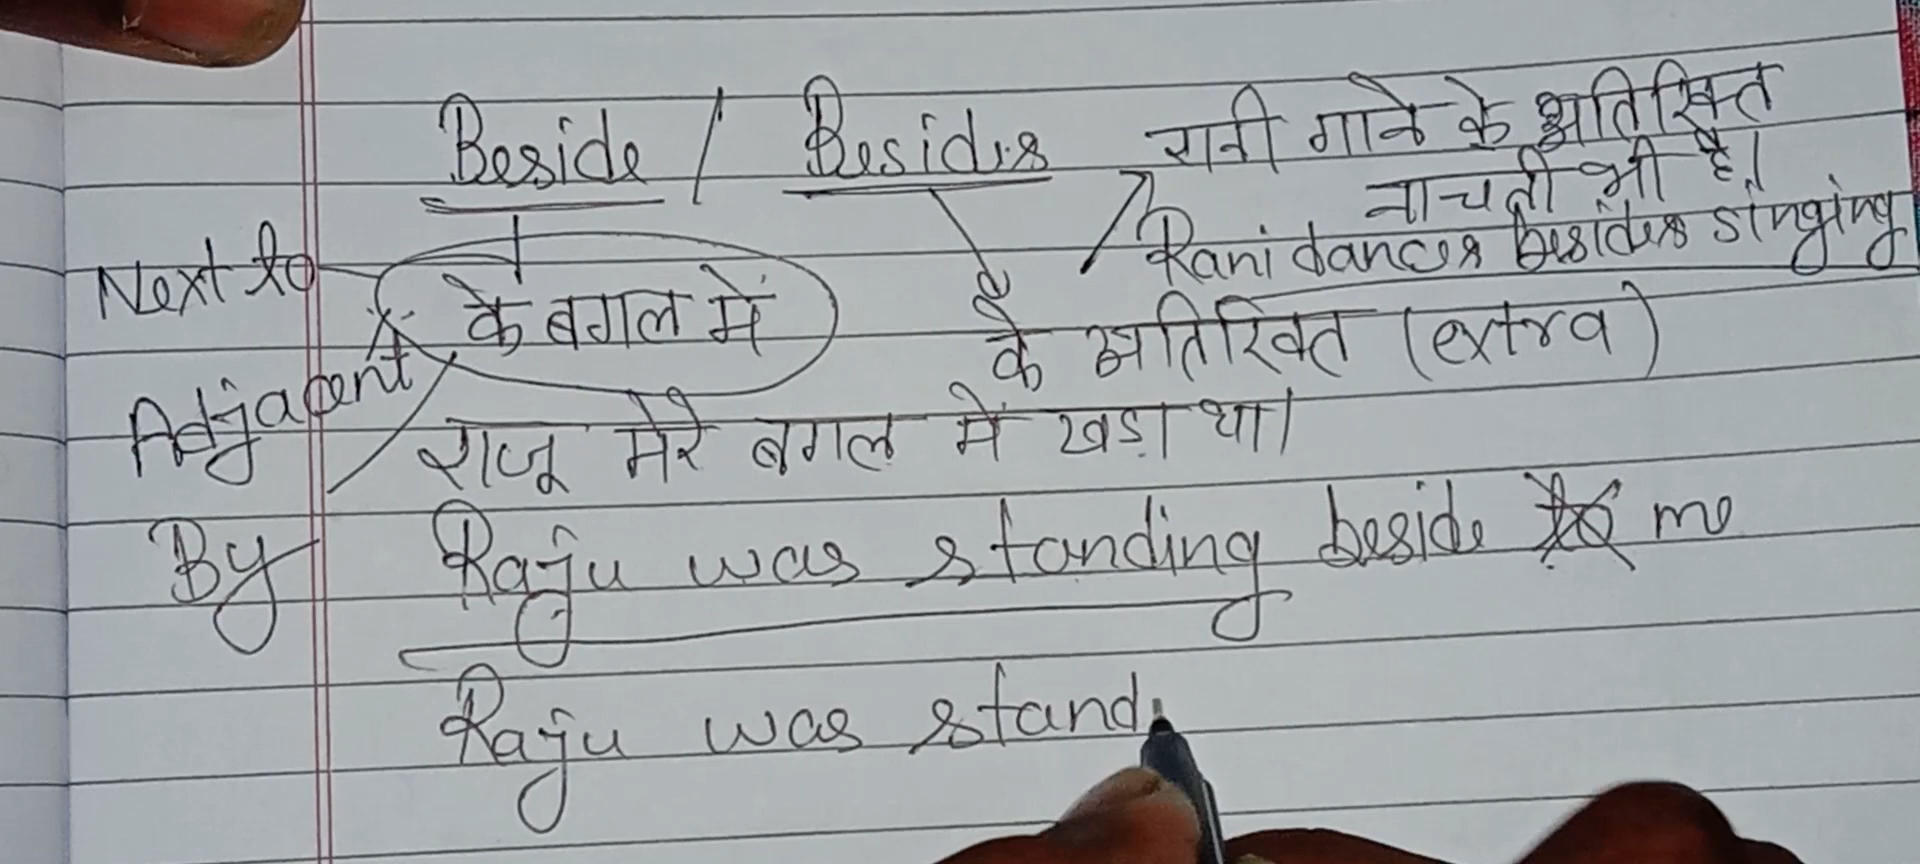 Beside / Besides
रानी गाने के अतिरिक्त
नाचती भी है।
Rani dances besides singing
Next to
के बगल में
के अतिरिक्त (extra)
Adjacent
राजू मेरे बगल में खड़ा था।
By
Raju was standing beside to me
Raju was stand